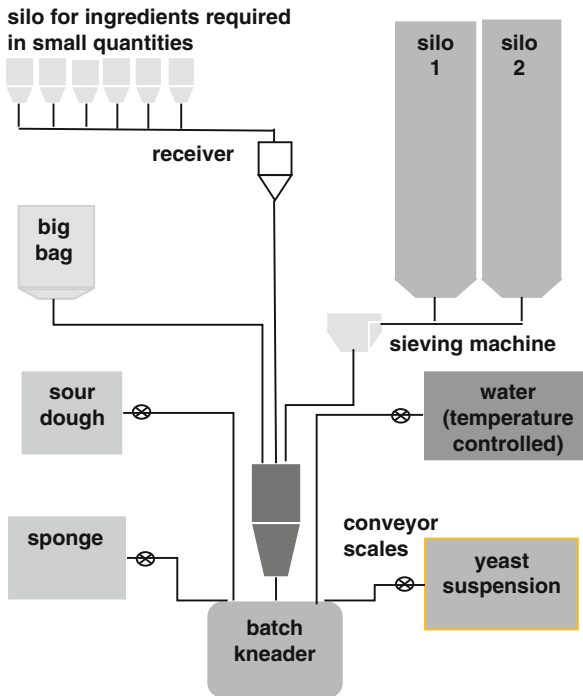 silo for ingredients required
in small quantities
silo
1
silo
2
receiver
big
bag
sieving machine
sour
dough
water
(temperature
controlled)
sponge
conveyor
scales
yeast
suspension
batch
kneader